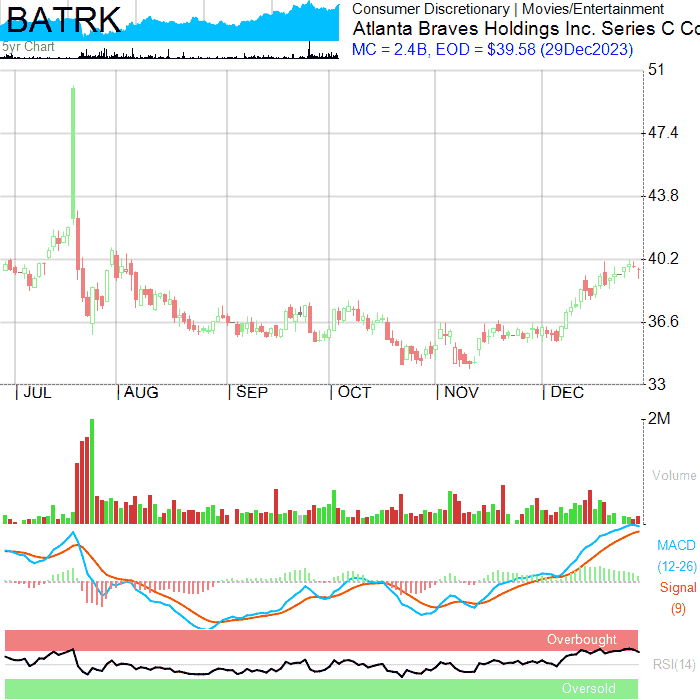 BATRK
5yr Chart
Consumer Discretionary | Movies/Entertainment
Atlanta Braves Holdings Inc. Series C Co
MC = 2.4B, EOD = $39.58 (29Dec2023)
51
47.4
43.8
40.2
36.6
33
JUL AUG SEP OCT NOV DEC
2M
Volume
MACD
(12-26)
Signal
(9)
Overbought
RSI(14)
Oversold